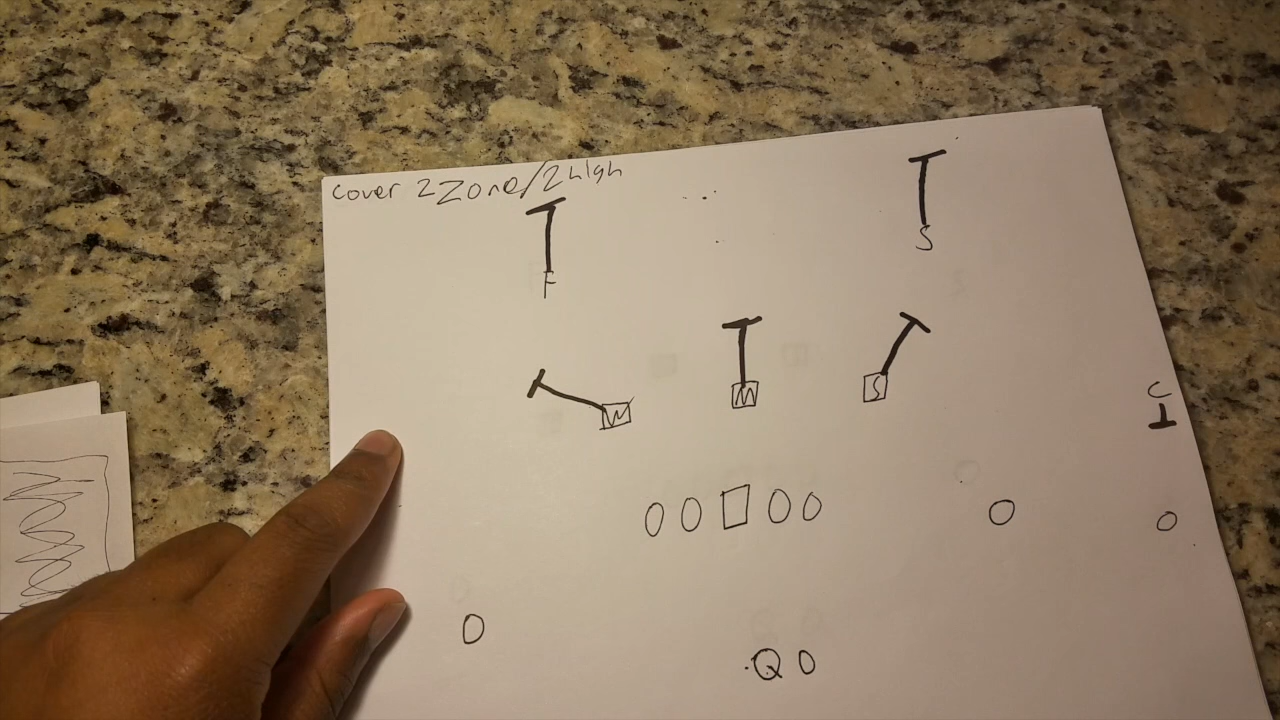 Cover 2 Zone/2 high
S
F
C
W M S
O O O O O O
O
Q O